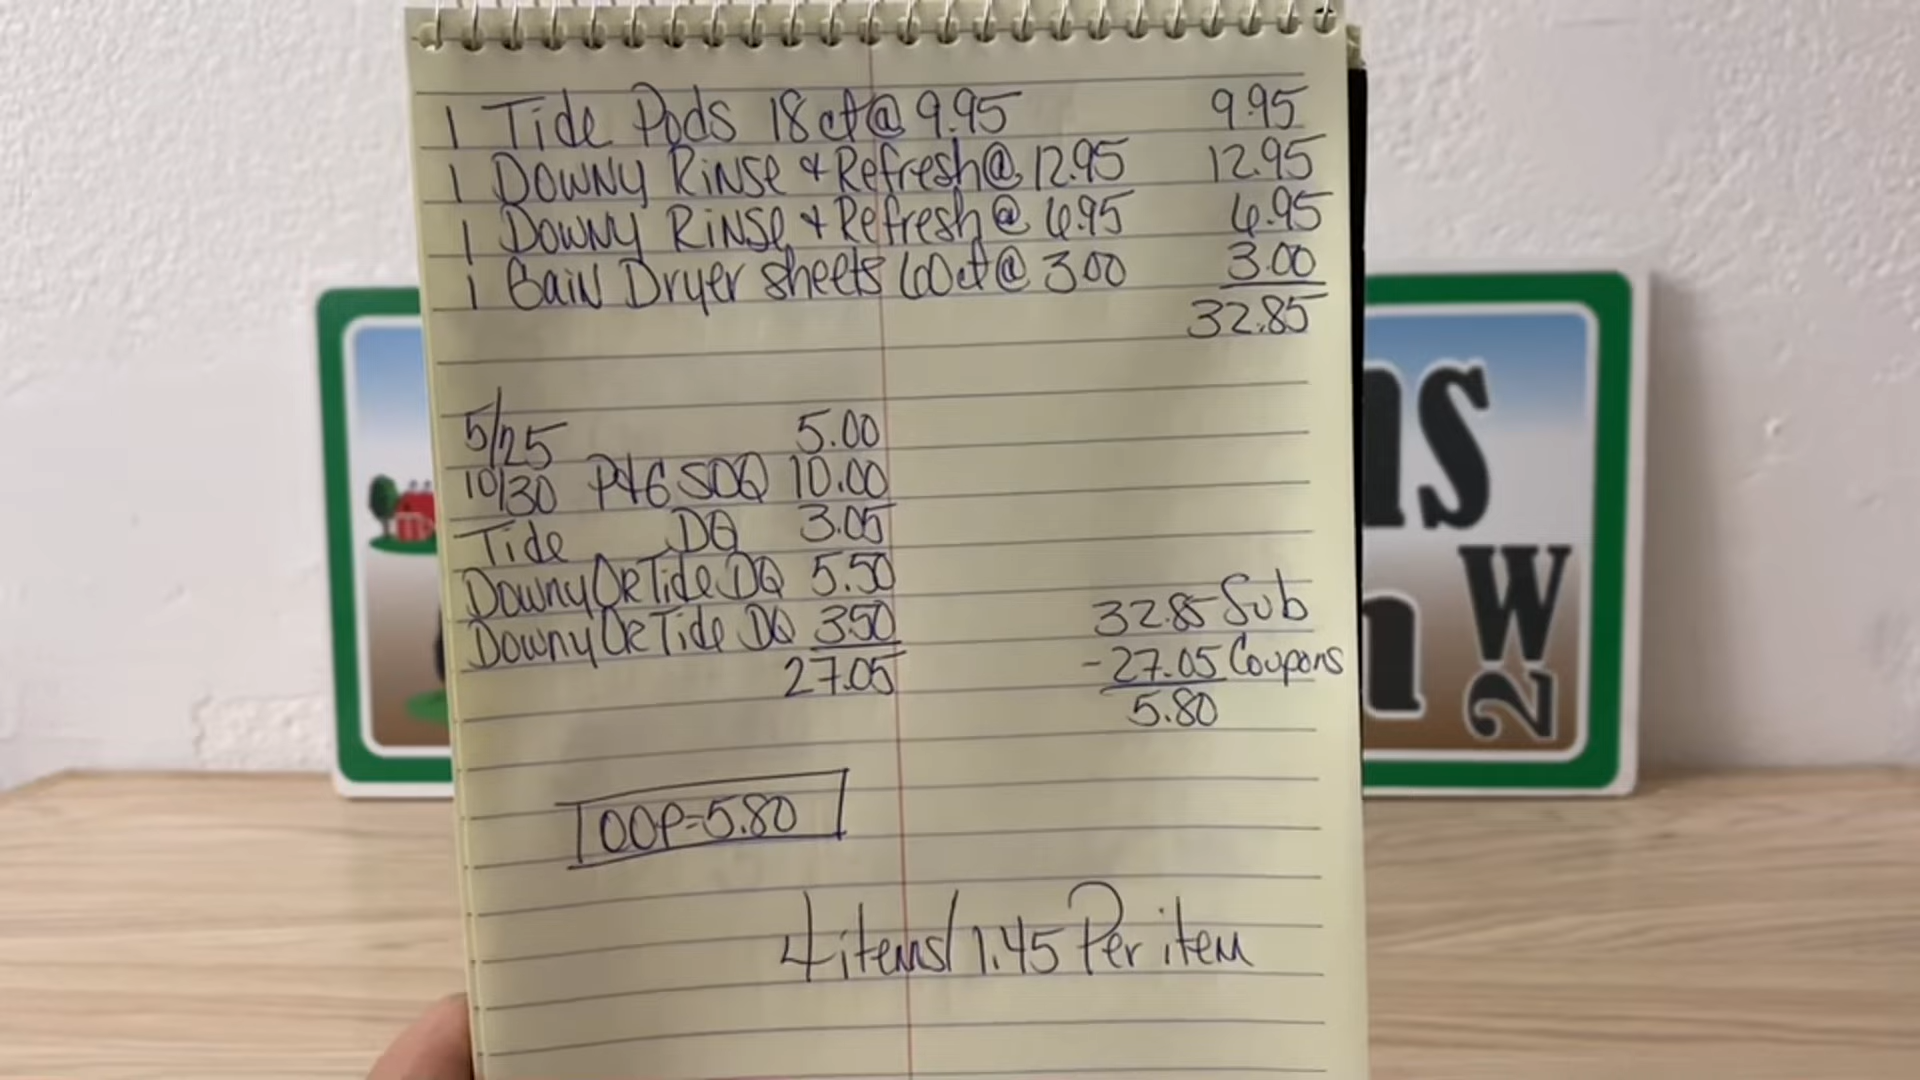 1 Tide Pods 18ct@ 9.95 9.95
1 Downy Rinse & Refresh@ 12.95 12.95
1 Downy Rinse & Refresh@ 6.95 6.95
1 Gain Dryer sheets 60ct@ 3.00 3.00
32.85
5/25 5.00
10/30 P&G SDQ 10.00
Tide DQ 3.05
Downy Or Tide DQ 5.50
Downy Or Tide DQ 3.50
27.05
32.85 Sub
-27.05 Coupons
5.80
OOP=5.80
4 items/1.45 Per item
W
2